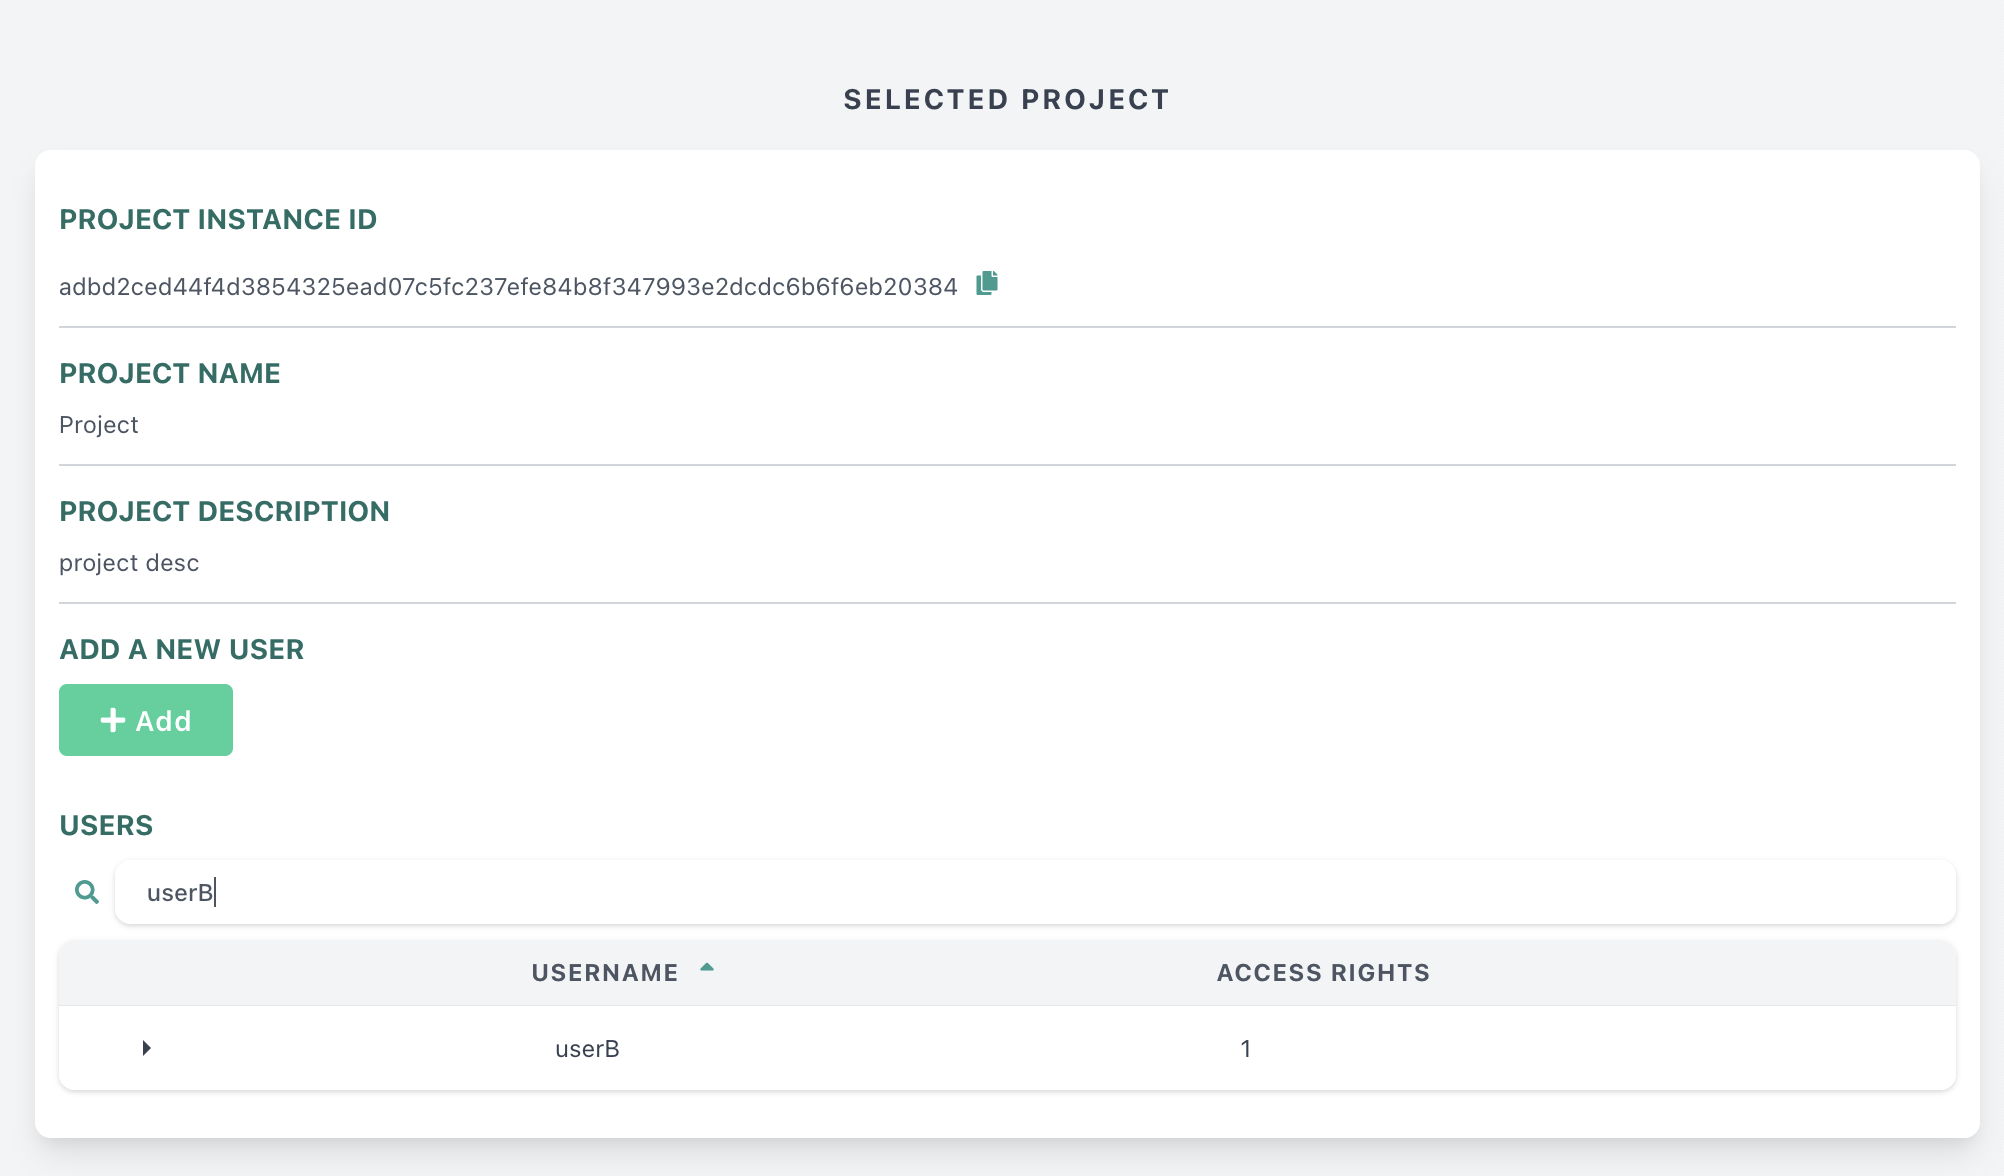 SELECTED PROJECT
PROJECT INSTANCE ID
adbd2ced44f4d3854325ead07c5fc237efe84b8f347993e2dcdc6b6f6eb20384
PROJECT NAME
Project
PROJECT DESCRIPTION
project desc
ADD A NEW USER
Add
USERS
userB
USERNAME ACCESS RIGHTS
userB 1